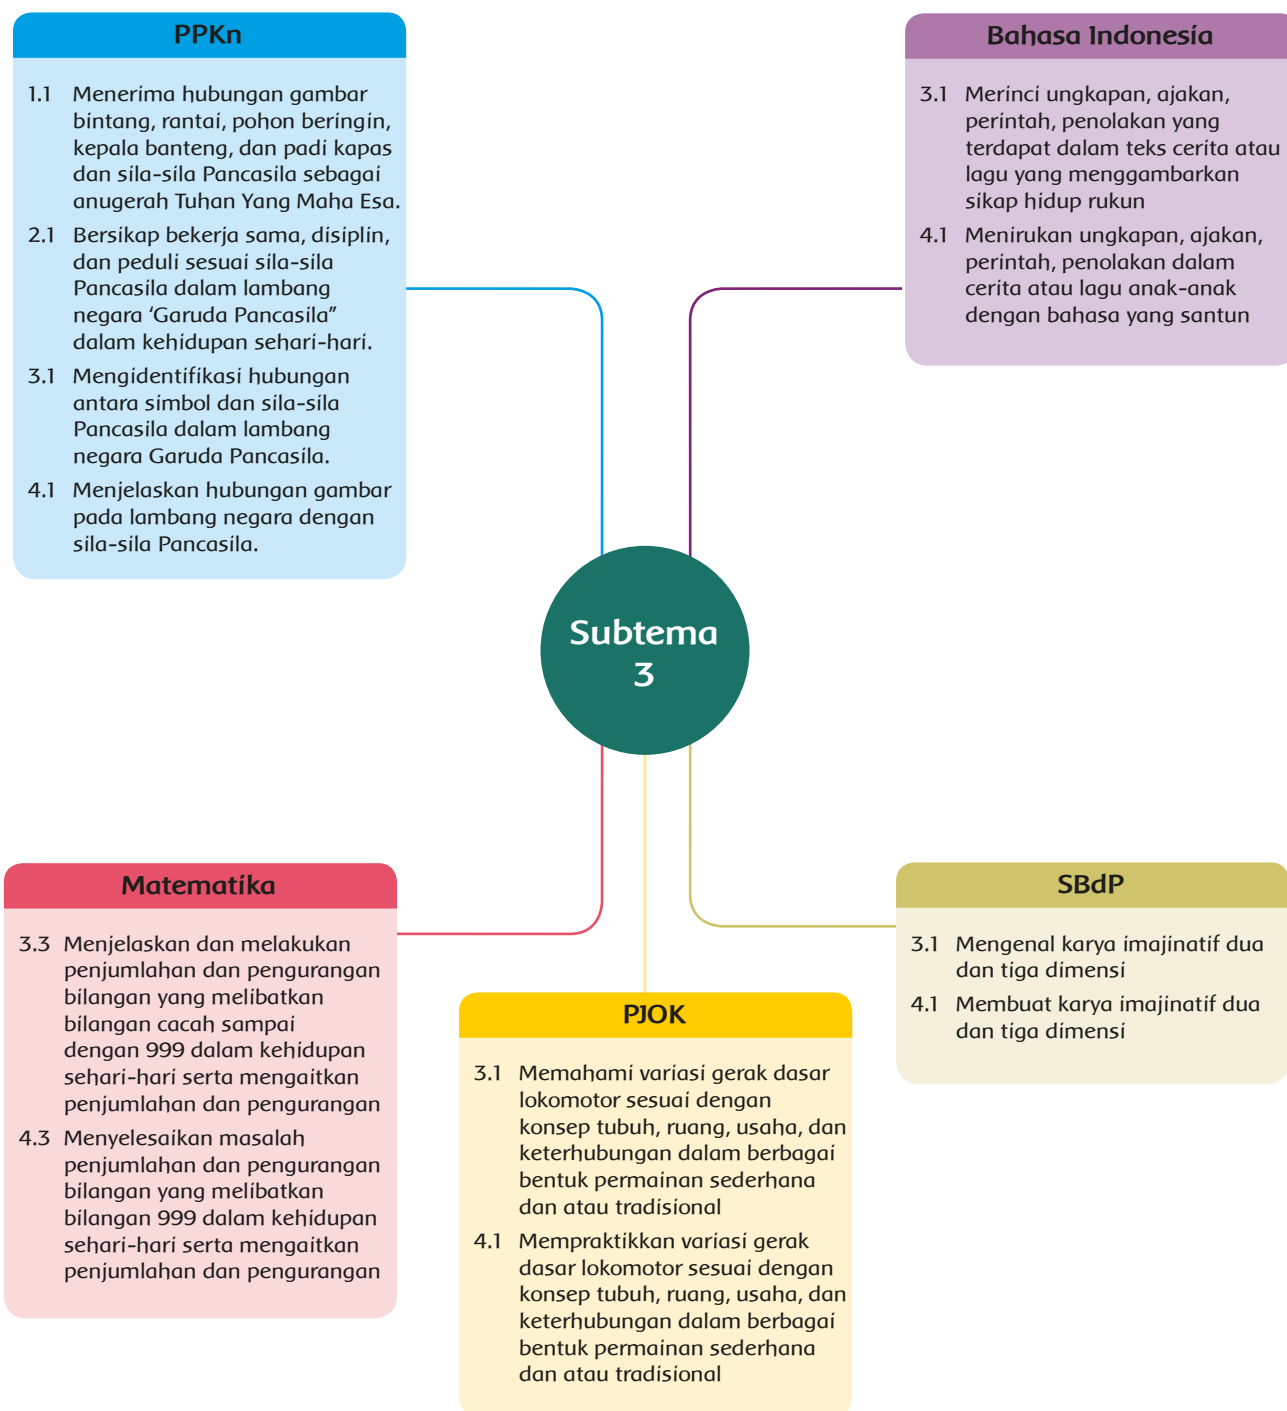 PPKn
1.1 Menerima hubungan gambar
bintang, rantai, pohon beringin,
kepala banteng, dan padi kapas
dan sila-sila Pancasila sebagai
anugerah Tuhan Yang Maha Esa.
2.1 Bersikap bekerja sama, disiplin,
dan peduli sesuai sila-sila
Pancasila dalam lambang
negara ‘Garuda Pancasila”
dalam kehidupan sehari-hari.
3.1 Mengidentifikasi hubungan
antara simbol dan sila-sila
Pancasila dalam lambang
negara Garuda Pancasila.
4.1 Menjelaskan hubungan gambar
pada lambang negara dengan
sila-sila Pancasila.
Bahasa Indonesia
3.1 Merinci ungkapan, ajakan,
perintah, penolakan yang
terdapat dalam teks cerita atau
lagu yang menggambarkan
sikap hidup rukun
4.1 Menirukan ungkapan, ajakan,
perintah, penolakan dalam
cerita atau lagu anak-anak
dengan bahasa yang santun
Subtema
3
Matematika
3.3 Menjelaskan dan melakukan
penjumlahan dan pengurangan
bilangan yang melibatkan
bilangan cacah sampai
dengan 999 dalam kehidupan
sehari-hari serta mengaitkan
penjumlahan dan pengurangan
4.3 Menyelesaikan masalah
penjumlahan dan pengurangan
bilangan yang melibatkan
bilangan 999 dalam kehidupan
sehari-hari serta mengaitkan
penjumlahan dan pengurangan
PJOK
3.1 Memahami variasi gerak dasar
lokomotor sesuai dengan
konsep tubuh, ruang, usaha, dan
keterhubungan dalam berbagai
bentuk permainan sederhana
dan atau tradisional
4.1 Mempraktikkan variasi gerak
dasar lokomotor sesuai dengan
konsep tubuh, ruang, usaha, dan
keterhubungan dalam berbagai
bentuk permainan sederhana
dan atau tradisional
SBdP
3.1 Mengenal karya imajinatif dua
dan tiga dimensi
4.1 Membuat karya imajinatif dua
dan tiga dimensi